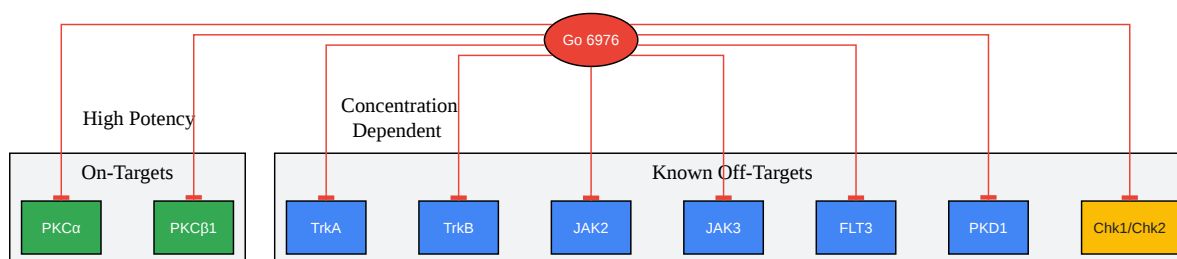 Go 6976
High Potency
Concentration
Dependent
On-Targets
Known Off-Targets
PKCα
PKCβ1
TrkA
TrkB
JAK2
JAK3
FLT3
PKD1
Chk1/Chk2